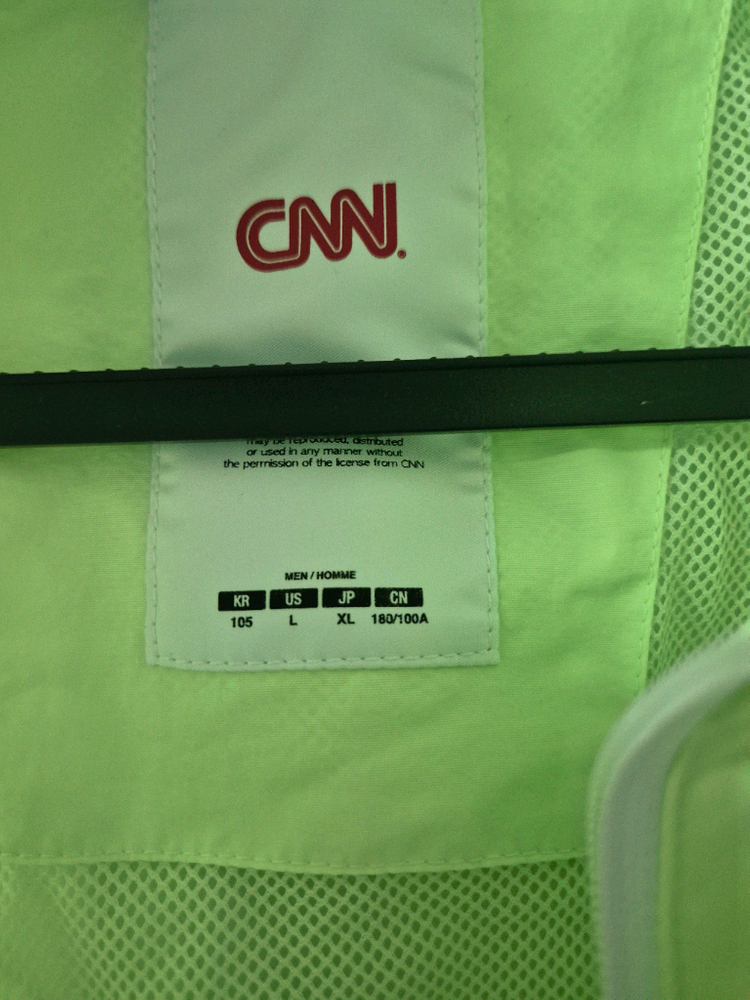 CNN.
may be reproduced, distributed
or used in any manner without
the permission of the license from CNN
MEN / HOMME
KR US JP CN
105 L XL 180/100A